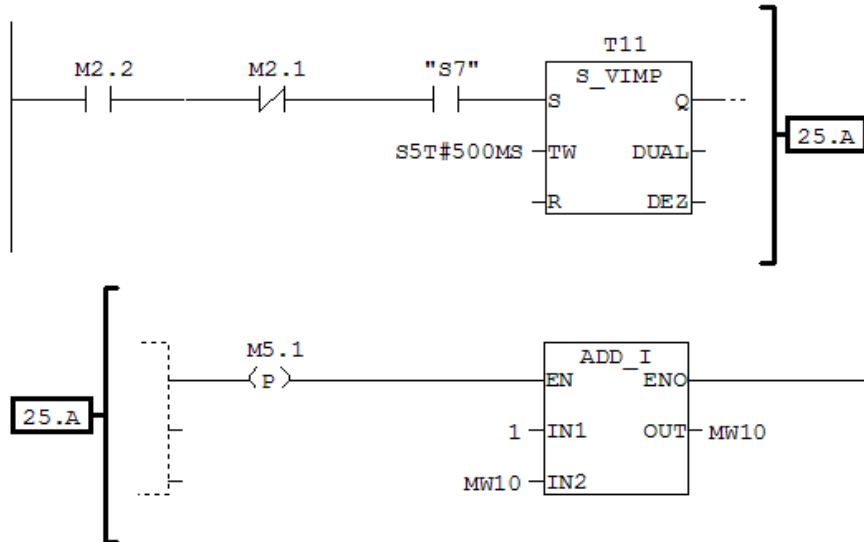 T11
M2.2 M2.1 "S7" S_VIMP
S Q
25.A
S5T#500MS TW DUAL
R DEZ
M5.1 ADD_I
P EN ENO
25.A
1 IN1 OUT MW10
MW10 IN2